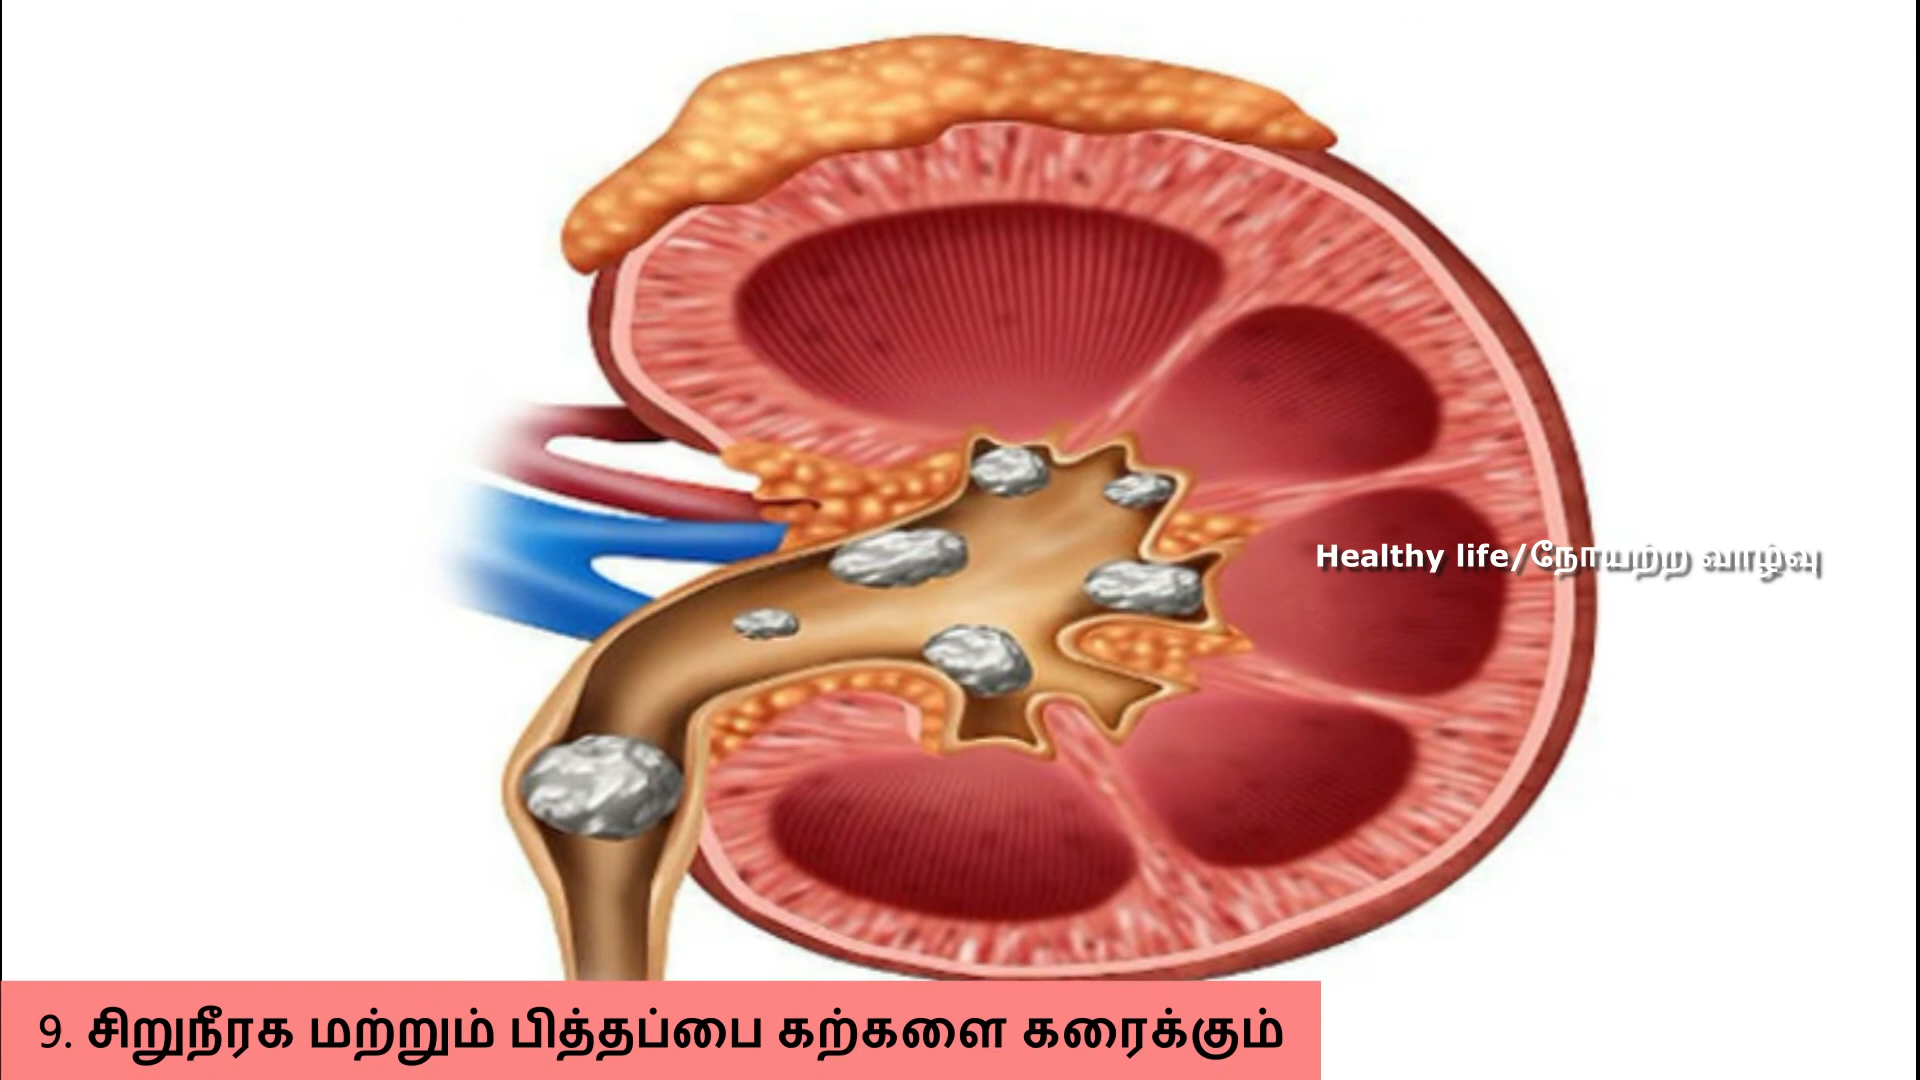 Healthy life/நோயற்ற வாழ்வு
9. சிறுநீரக மற்றும் பித்தப்பை கற்களை கரைக்கும்